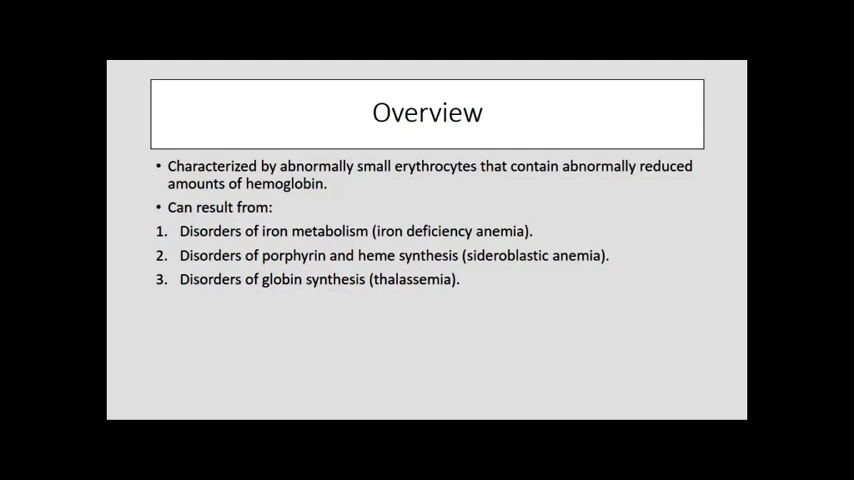 Overview
• Characterized by abnormally small erythrocytes that contain abnormally reduced
amounts of hemoglobin.
• Can result from:
1. Disorders of iron metabolism (iron deficiency anemia).
2. Disorders of porphyrin and heme synthesis (sideroblastic anemia).
3. Disorders of globin synthesis (thalassemia).